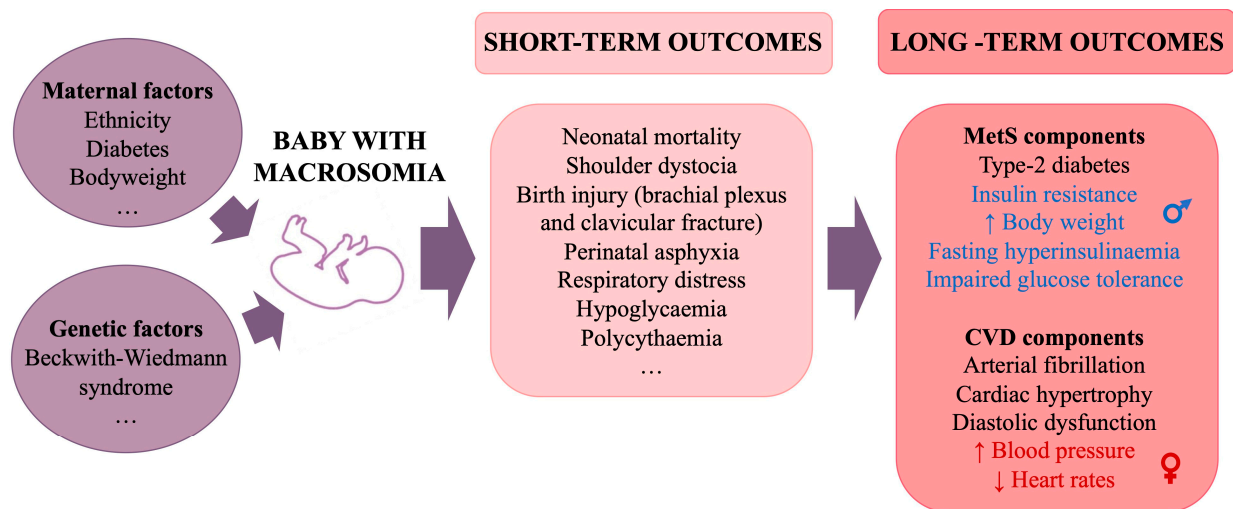 Maternal factors
Ethnicity
Diabetes
Bodyweight
…
Genetic factors
Beckwith-Wiedmann
syndrome
…
BABY WITH
MACROSOMIA
SHORT-TERM OUTCOMES
Neonatal mortality
Shoulder dystocia
Birth injury (brachial plexus
and clavicular fracture)
Perinatal asphyxia
Respiratory distress
Hypoglycaemia
Polycythaemia
…
LONG -TERM OUTCOMES
MetS components
Type-2 diabetes
Insulin resistance
↑ Body weight
♂
Fasting hyperinsulinaemia
Impaired glucose tolerance
CVD components
Arterial fibrillation
Cardiac hypertrophy
Diastolic dysfunction
↑ Blood pressure
♀
↓ Heart rates